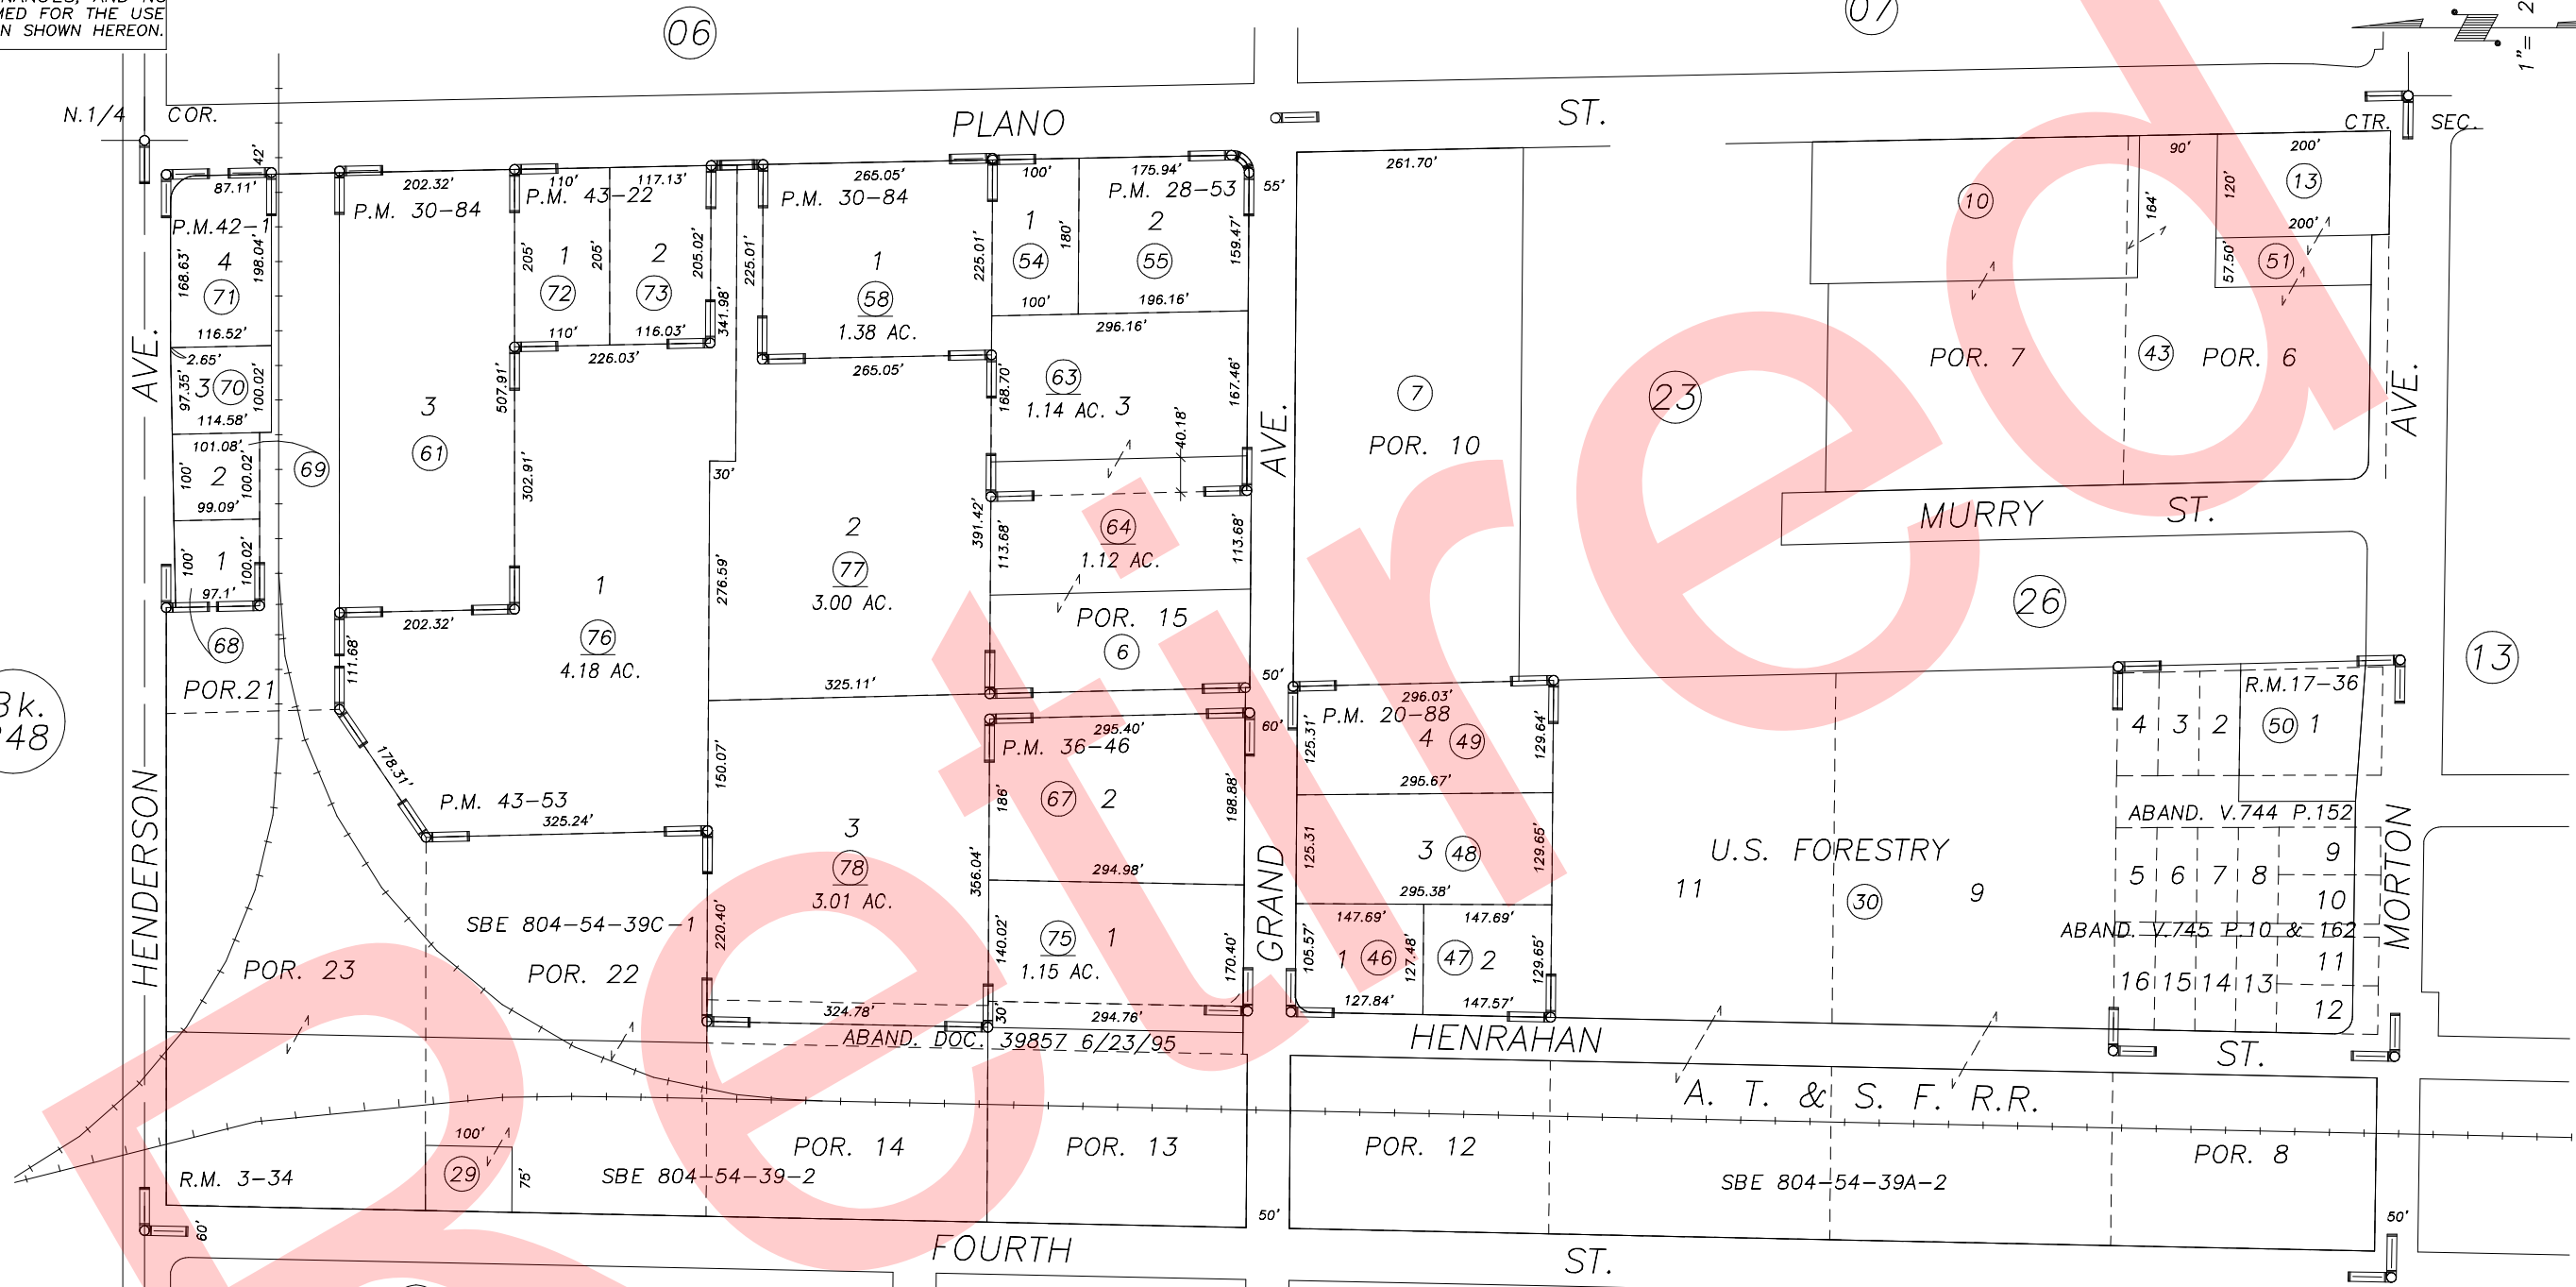 NANCES, AND NO
MED FOR THE USE
N SHOWN HEREON.
06
07
1"= 2
N.1/4 COR.
PLANO ST.
CTR. SEC.
42'
87.11'
202.32'
110'
117.13'
265.05'
100'
175.94'
55'
261.70'
90'
200'
P.M.42-1
P.M. 30-84
P.M. 43-22
P.M. 30-84
P.M. 28-53
168.63'
198.04'
4
71
116.52'
205'
1
72
205'
2
73
205.02'
110'
116.03'
226.03'
341.98'
225.01'
1
58
1.38 AC.
265.05'
225.01'
1
54
180'
100'
2
55
159.47'
196.16'
296.16'
10
164'
120'
13
200'
57.50'
51
2.65'
97.35'
3 70
100.02'
114.58'
101.08'
100'
2
100.02'
99.09'
100'
1
100.02'
97.1'
69
68
POR.21
3
61
507.91'
302.91'
202.32'
111.68'
178.31'
1
76
4.18 AC.
P.M. 43-53
325.24'
30'
276.59'
2
77
3.00 AC.
325.11'
150.07'
168.70'
391.42'
63
1.14 AC. 3
167.46'
40.18'
113.68'
64
1.12 AC.
113.68'
POR. 15
6
50'
7
POR. 10
23
POR. 7
43
POR. 6
MURRY ST.
26
13
Bk.
248
HENDERSON AVE.
GRAND AVE.
MORTON AVE.
60'
295.40'
P.M. 36-46
186'
67 2
198.88'
294.98'
356.04'
140.02'
75 1
1.15 AC.
170.40'
30'
294.76'
3
78
3.01 AC.
220.40'
324.78'
ABAND. DOC. 39857 6/23/95
296.03'
P.M. 20-88
125.31'
4 49
129.64'
295.67'
125.31
3 48
129.65'
295.38'
147.69'
147.69'
105.57'
1 46
127.48'
47 2
129.65'
127.84'
147.57'
U.S. FORESTRY
11
30
9
R.M.17-36
4 3 2 50 1
ABAND. V.744 P.152
5 6 7 8
9
10
ABAND. V.745 P.10 & 162
16 15 14 13
11
12
HENRAHAN ST.
SBE 804-54-39C-1
POR. 23
POR. 22
A. T. & S. F. R.R.
100'
29
75'
R.M. 3-34
SBE 804-54-39-2
POR. 14
POR. 13
POR. 12
SBE 804-54-39A-2
POR. 8
60'
50'
50'
FOURTH ST.
Retired